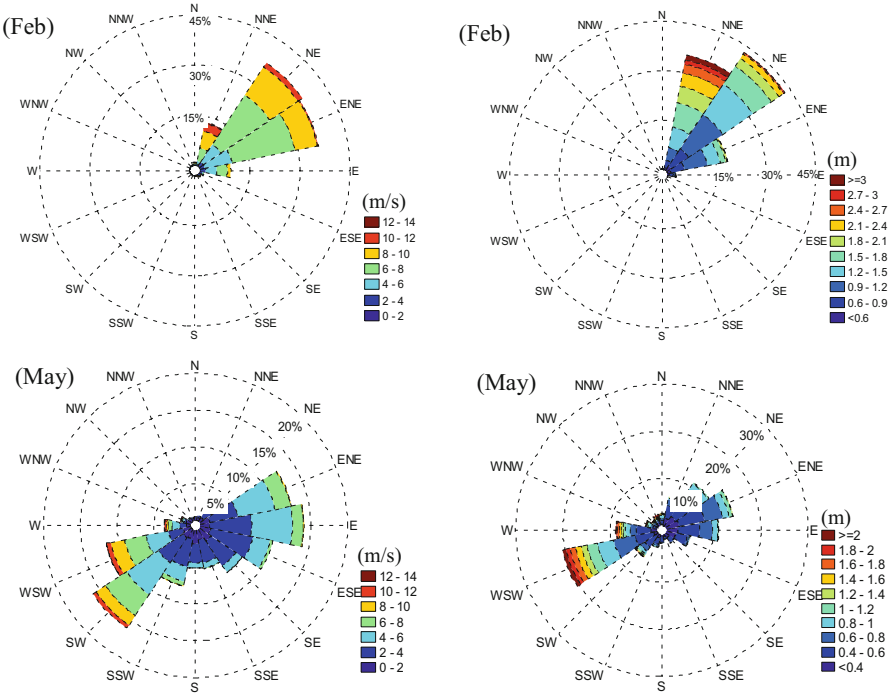 (Feb)
N
45%
NNE
NE
ENE
E
ESE
SE
SSE
S
SSW
SW
WSW
W
WNW
NW
NNW
30%
15%
(m/s)
12 - 14
10 - 12
8 - 10
6 - 8
4 - 6
2 - 4
0 - 2
(Feb)
N
NNE
NE
ENE
E
ESE
SE
SSE
S
SSW
SW
WSW
W
WNW
NW
NNW
15%
30%
45%
(m)
>=3
2.7 - 3
2.4 - 2.7
2.1 - 2.4
1.8 - 2.1
1.5 - 1.8
1.2 - 1.5
0.9 - 1.2
0.6 - 0.9
<0.6
(May)
N
NNE
NE
ENE
E
ESE
SE
SSE
S
SSW
SW
WSW
W
WNW
NW
NNW
20%
15%
10%
5%
(m/s)
12 - 14
10 - 12
8 - 10
6 - 8
4 - 6
2 - 4
0 - 2
(May)
N
NNE
NE
ENE
E
ESE
SE
SSE
S
SSW
SW
WSW
W
WNW
NW
NNW
30%
20%
10%
(m)
>=2
1.8 - 2
1.6 - 1.8
1.4 - 1.6
1.2 - 1.4
1 - 1.2
0.8 - 1
0.6 - 0.8
0.4 - 0.6
<0.4